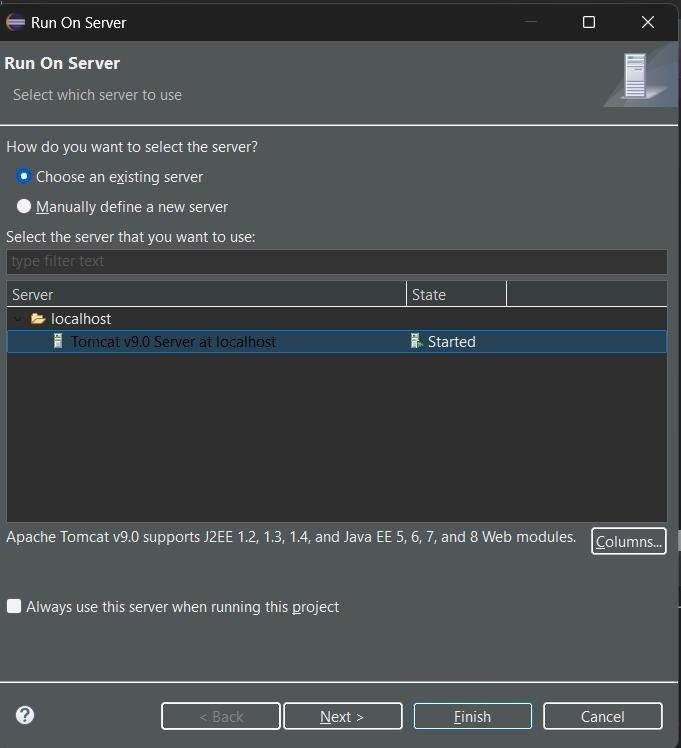 Run On Server
Run On Server
Select which server to use
How do you want to select the server?
Choose an existing server
Manually define a new server
Select the server that you want to use:
type filter text
Server State
localhost
Tomcat v9.0 Server at localhost Started
Apache Tomcat v9.0 supports J2EE 1.2, 1.3, 1.4, and Java EE 5, 6, 7, and 8 Web modules.
Columns...
Always use this server when running this project
?
< Back Next > Finish Cancel